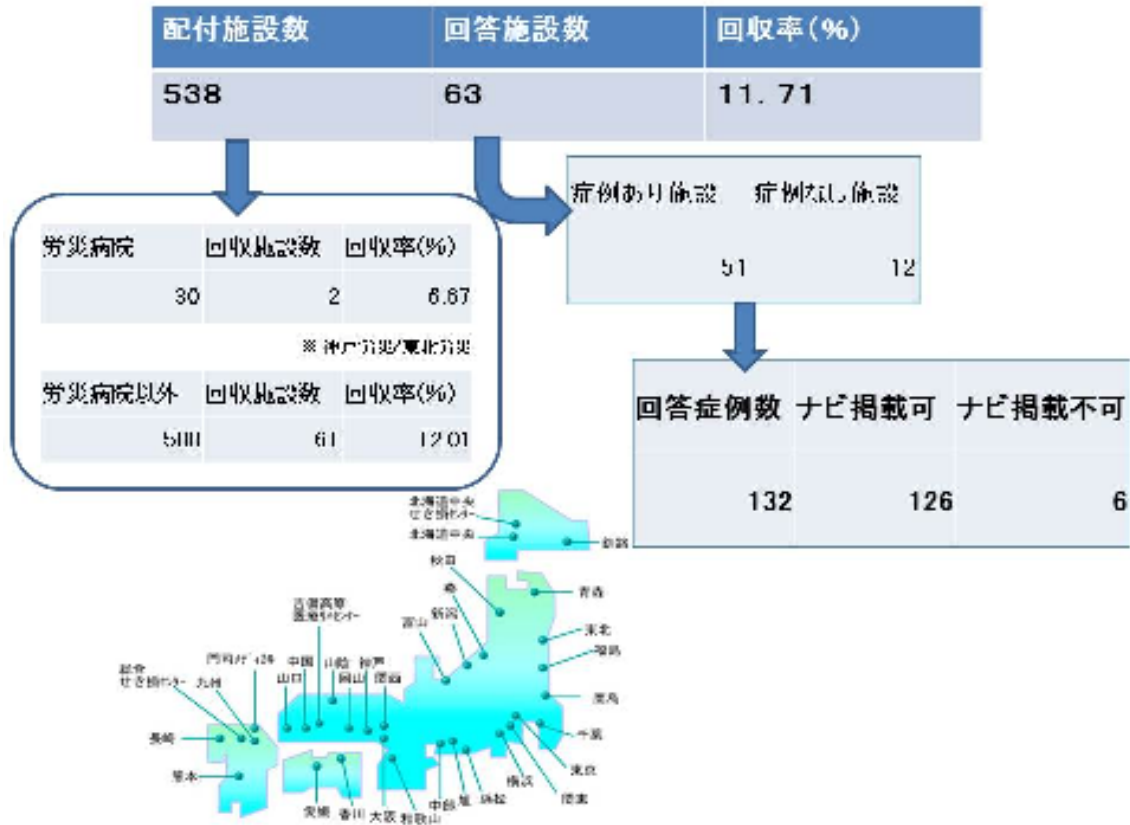 配付施設数 回答施設数 回収率(%)
538 63 11.71
症例あり施設 症例なし施設
51 12
労災病院 回収施設数 回収率(%)
30 2 6.67
※神戸労災/東北労災
労災病院以外 回収施設数 回収率(%)
508 61 12.01
回答症例数 ナビ掲載可 ナビ掲載不可
132 126 6
北海道中央
せき損センター
北海道中央
釧路
秋田
青森
新潟
富山
東北
福島
鹿島
千葉
東京
関東
横浜
浜松
旭
中部
和歌山
大阪
香川
愛媛
吉備高原
医療リハセンター
門司メディカル
中国
山陰
神戸
山口
岡山
関西
総合
せき損センター
九州
長崎
熊本